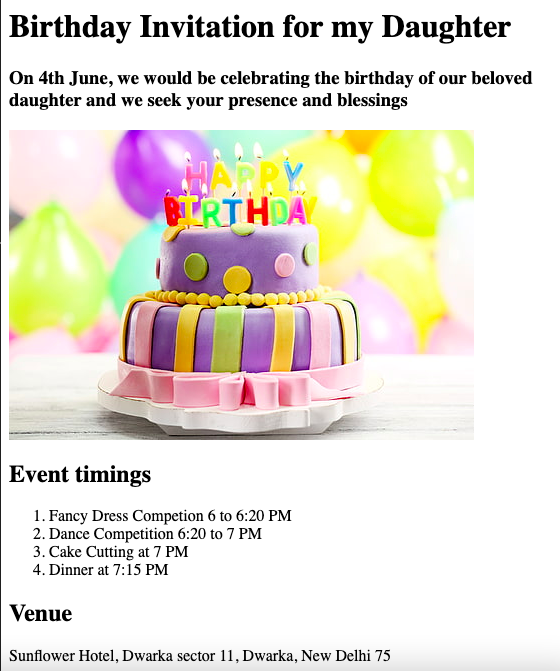 Birthday Invitation for my Daughter
On 4th June, we would be celebrating the birthday of our beloved
daughter and we seek your presence and blessings
HAPPY
BIRTHDAY
Event timings
1. Fancy Dress Competion 6 to 6:20 PM
2. Dance Competition 6:20 to 7 PM
3. Cake Cutting at 7 PM
4. Dinner at 7:15 PM
Venue
Sunflower Hotel, Dwarka sector 11, Dwarka, New Delhi 75